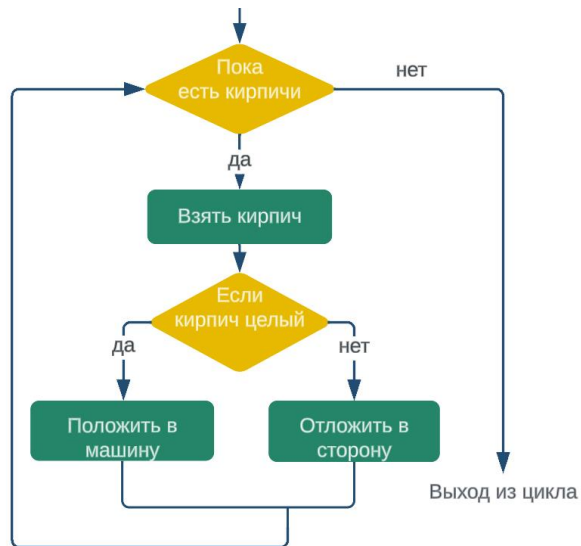 Пока
есть кирпичи
нет
да
Взять кирпич
Если
кирпич целый
да
нет
Положить в
машину
Отложить в
сторону
Выход из цикла